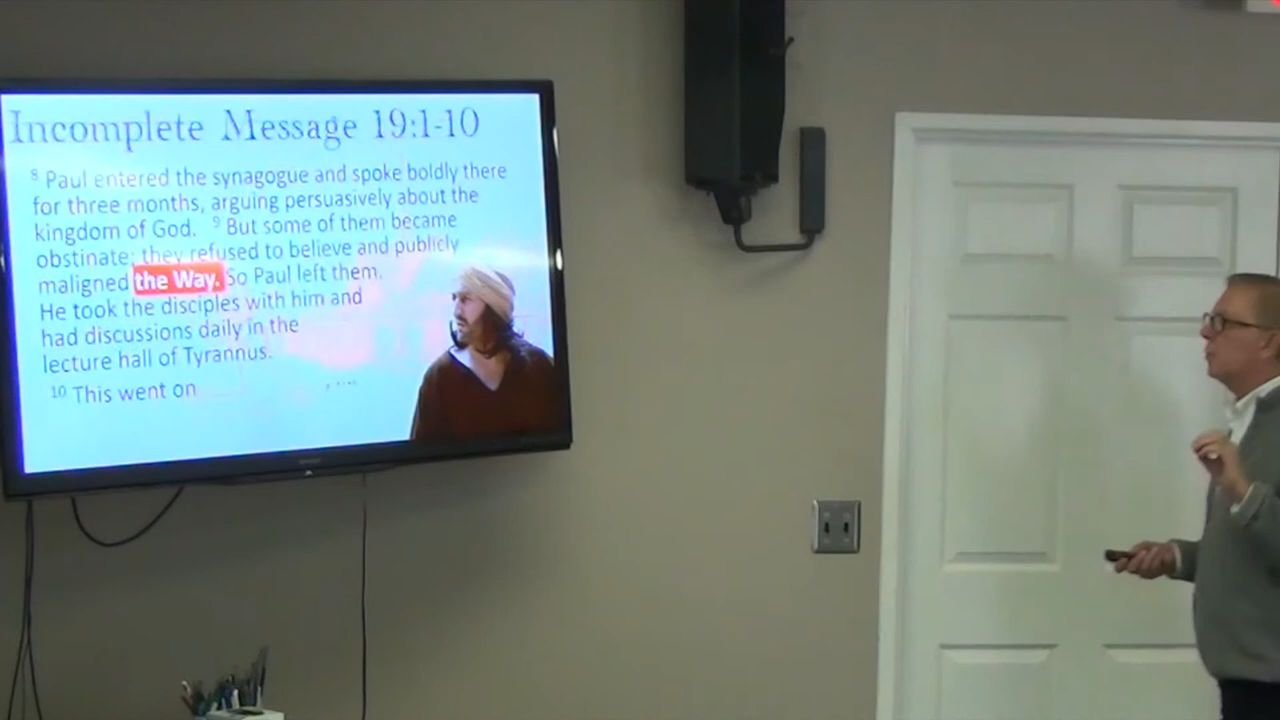 Incomplete Message 19:1-10
8 Paul entered the synagogue and spoke boldly there
for three months, arguing persuasively about the
kingdom of God. 9 But some of them became
obstinate; they refused to believe and publicly
maligned the Way. So Paul left them.
He took the disciples with him and
had discussions daily in the
lecture hall of Tyrannus.
10 This went on